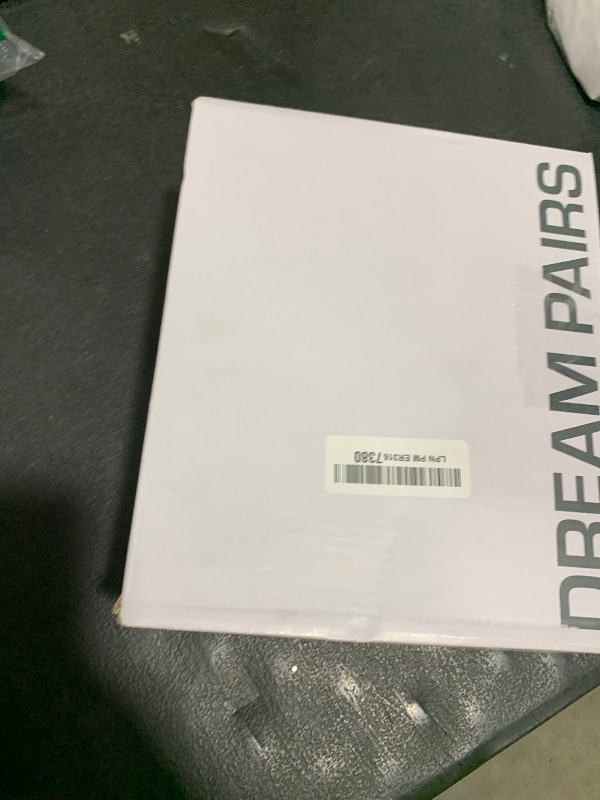 DREAM PAIRS
LPN PM ER316 7380